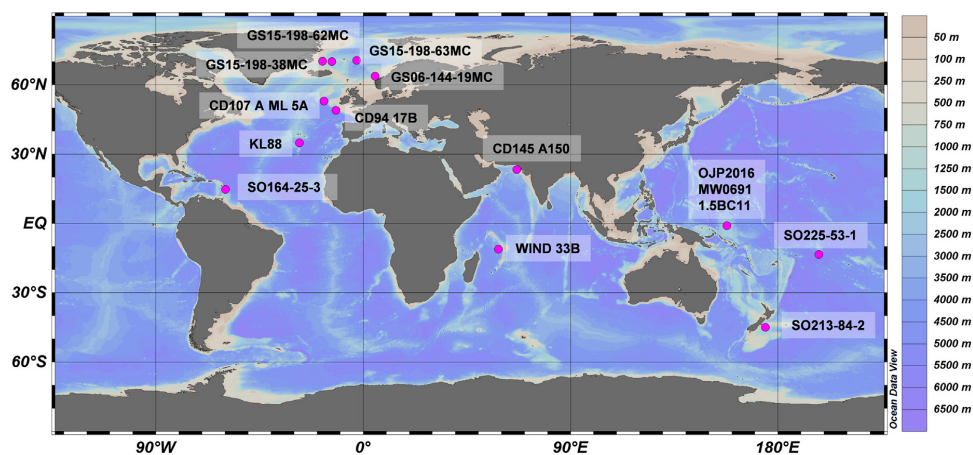 GS15-198-62MC
GS15-198-63MC
GS15-198-38MC
GS06-144-19MC
CD107 A ML 5A
CD94 17B
KL88
CD145 A150
SO164-25-3
OJP2016
MW0691
1.5BC11
SO225-53-1
WIND 33B
SO213-84-2
60°N
30°N
EQ
30°S
60°S
90°W
0°
90°E
180°E
Ocean Data View
50 m
100 m
250 m
500 m
750 m
1000 m
1250 m
1500 m
2000 m
2500 m
3000 m
3500 m
4000 m
4500 m
5000 m
5500 m
6000 m
6500 m